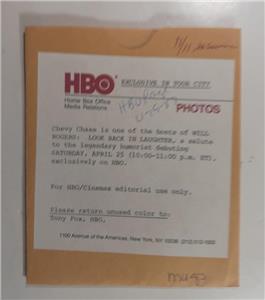 HBO®
EXCLUSIVE IN YOUR CITY
Home Box Office
Media Relations
PHOTOS
Chevy Chase is one of the hosts of WILL
ROGERS: LOOK BACK IN LAUGHTER, a salute
to the legendary humorist debuting
SATURDAY, APRIL 25 (10:00-11:00 p.m. ET),
exclusively on HBO.
For HBO/Cinemax editorial use only.
Please return unused color to:
Tony Fox, HBO,
1100 Avenue of the Americas, New York, NY 10036 (212) 512-1000